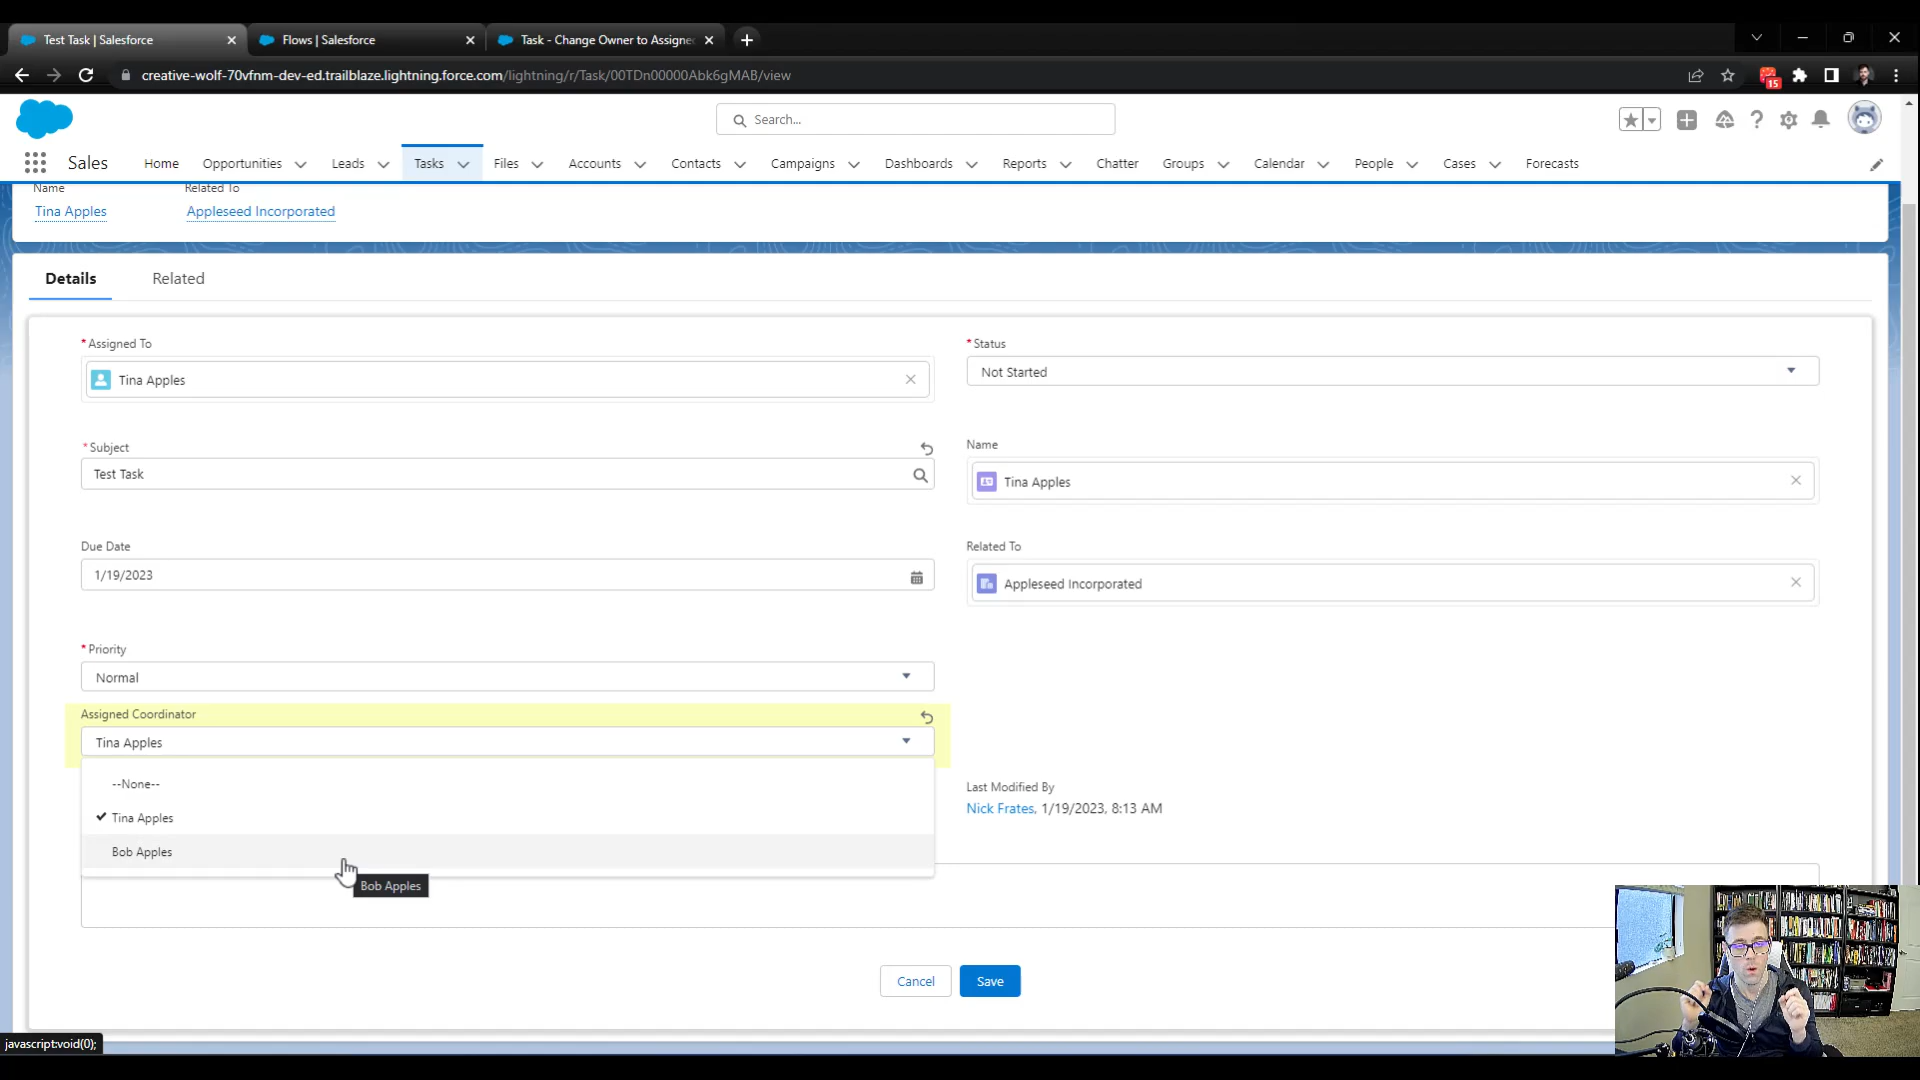 Test Task | Salesforce
Flows | Salesforce
Task - Change Owner to Assigne
creative-wolf-70vfnm-dev-ed.trailblaze.lightning.force.com/lightning/r/Task/00TDn00000Abk6gMAB/view
15
Search...
Sales
Home
Opportunities
Leads
Tasks
Files
Accounts
Contacts
Campaigns
Dashboards
Reports
Chatter
Groups
Calendar
People
Cases
Forecasts
Name
Related To
Tina Apples
Appleseed Incorporated
Details
Related
*Assigned To
Tina Apples
*Status
Not Started
*Subject
Test Task
Name
Tina Apples
Due Date
1/19/2023
Related To
Appleseed Incorporated
*Priority
Normal
Assigned Coordinator
Tina Apples
--None--
Tina Apples
Bob Apples
Bob Apples
Last Modified By
Nick Frates, 1/19/2023, 8:13 AM
Cancel
Save
javascript:void(0);